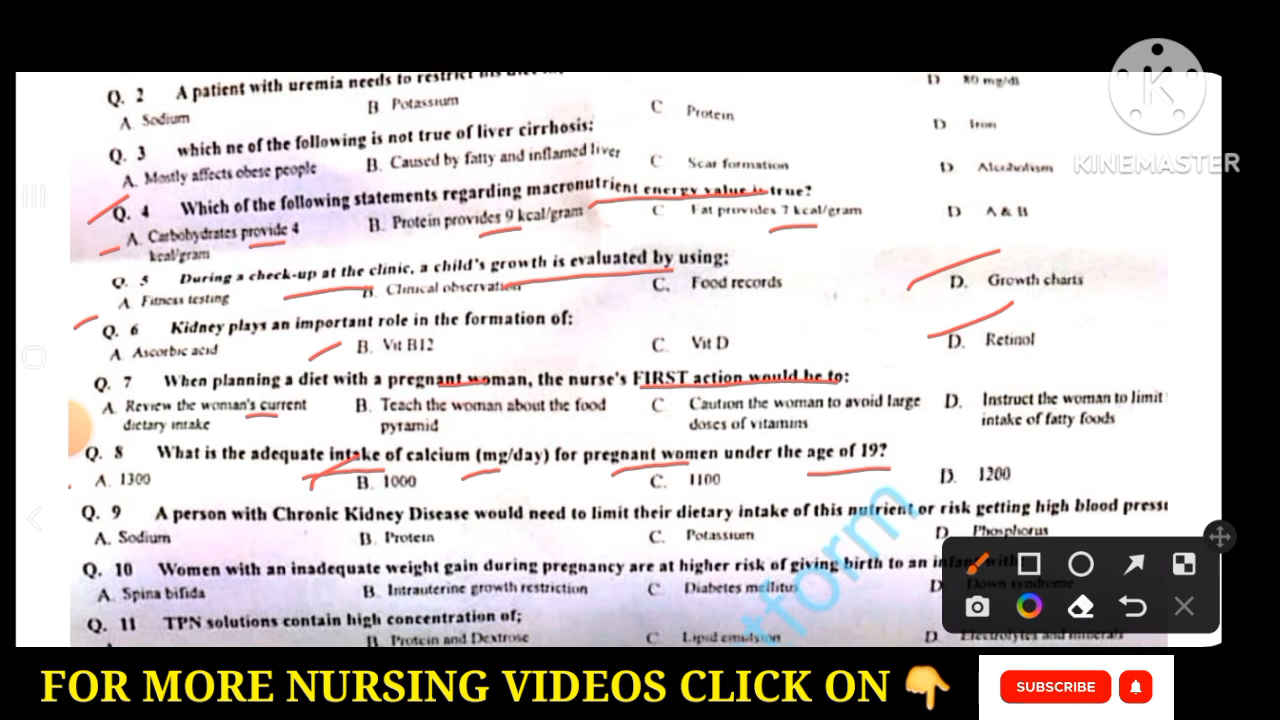 Q. 2 A patient with uremia needs to restrict his diet
D 80 mg/dl
A. Sodium B Potassium C Protein D Iron
Q. 3 which ne of the following is not true of liver cirrhosis:
A. Mostly affects obese people B. Caused by fatty and inflamed liver C Scar formation D. Alcoholism
Q. 4 Which of the following statements regarding macronutrient energy value is true?
A. Carbohydrates provide 4 B. Protein provides 9 kcal/gram C Fat provides 7 kcal/gram D A & B
kcal/gram
Q. 5 During a check-up at the clinic, a child's growth is evaluated by using:
A. Fitness testing B. Clinical observation C. Food records D. Growth charts
Q. 6 Kidney plays an important role in the formation of:
A. Ascorbic acid B. Vit B12 C. Vit D D. Retinol
Q. 7 When planning a diet with a pregnant woman, the nurse's FIRST action would be to:
A. Review the woman's current B. Teach the woman about the food C. Caution the woman to avoid large D. Instruct the woman to limit
dietary intake pyramid doses of vitamins intake of fatty foods
Q. 8 What is the adequate intake of calcium (mg/day) for pregnant women under the age of 19?
A. 1300 B. 1000 C. 1100 D. 1200
Q. 9 A person with Chronic Kidney Disease would need to limit their dietary intake of this nutrient or risk getting high blood press
A. Sodium B. Protein C. Potassium D. Phosphorus
Q. 10 Women with an inadequate weight gain during pregnancy are at higher risk of giving birth to an infant with
A. Spina bifida B. Intrauterine growth restriction C Diabetes mellitus D Down syndrome
Q. 11 TPN solutions contain high concentration of:
B. Protein and Dextrose C. Lipid emulsion D. Electrolytes and minerals
tform
K
KINEMASTER
FOR MORE NURSING VIDEOS CLICK ON
SUBSCRIBE